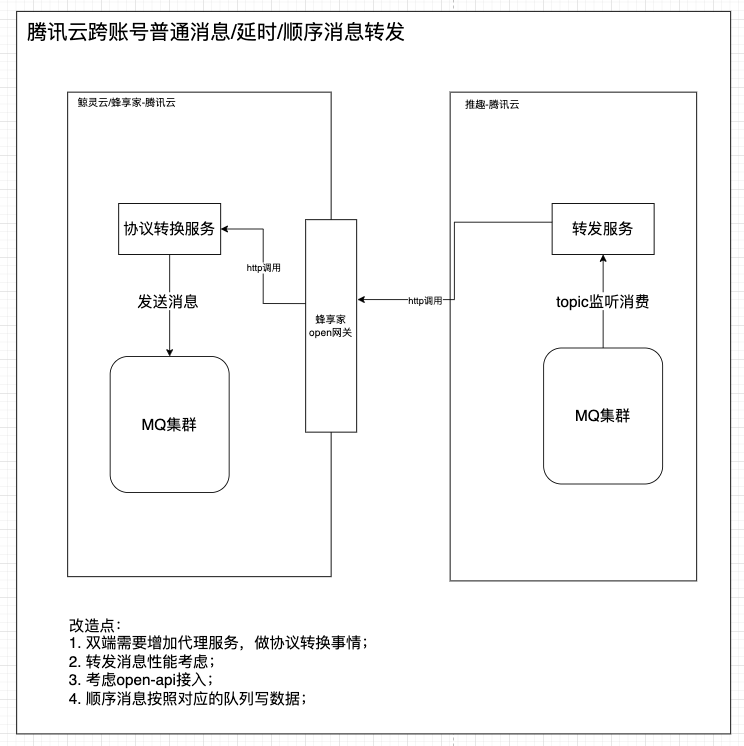 腾讯云跨账号普通消息/延时/顺序消息转发
鲸灵云/蜂享家-腾讯云
推趣-腾讯云
协议转换服务
转发服务
http调用
发送消息
http调用
topic监听消费
蜂享家
open网关
MQ集群
MQ集群
改造点：
1. 双端需要增加代理服务，做协议转换事情；
2. 转发消息性能考虑；
3. 考虑open-api接入；
4. 顺序消息按照对应的队列写数据；